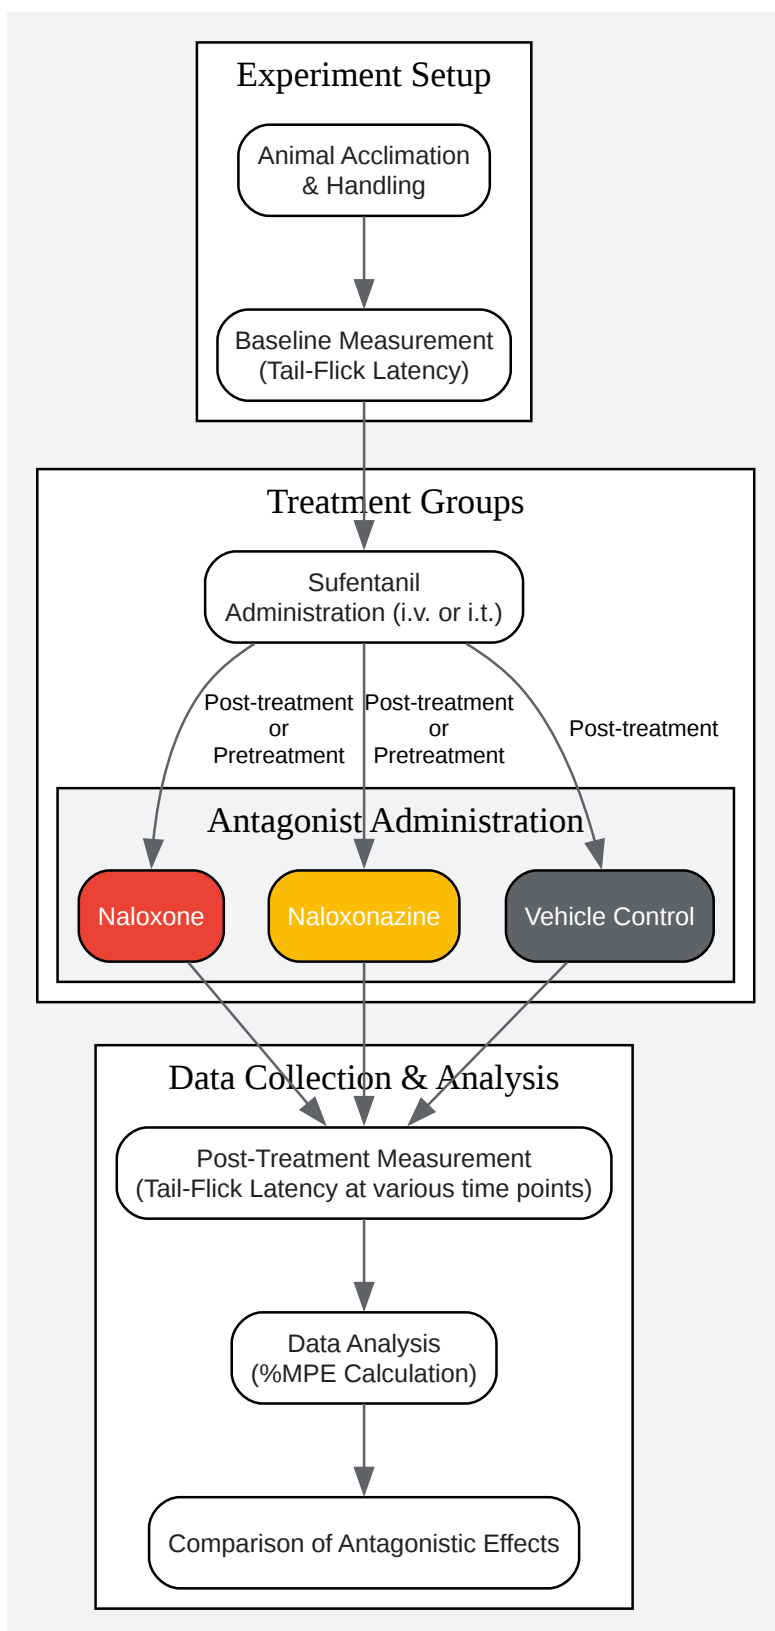 Experiment Setup
Animal Acclimation
& Handling
Baseline Measurement
(Tail-Flick Latency)
Treatment Groups
Sufentanil
Administration (i.v. or i.t.)
Post-treatment
or
Pretreatment
Post-treatment
or
Pretreatment
Post-treatment
Antagonist Administration
Naloxone
Naloxonazine
Vehicle Control
Data Collection & Analysis
Post-Treatment Measurement
(Tail-Flick Latency at various time points)
Data Analysis
(%MPE Calculation)
Comparison of Antagonistic Effects